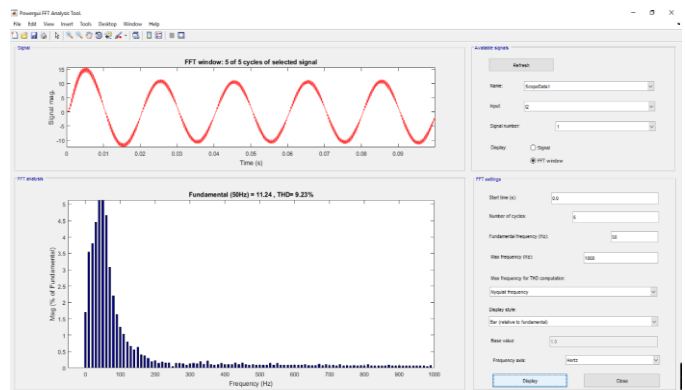 Powergui FFT Analysis Tool.
File Edit View Insert Tools Desktop Window Help
Signal
FFT window: 5 of 5 cycles of selected signal
Signal mag.
15
10
5
0
-5
-10
0 0.01 0.02 0.03 0.04 0.05 0.06 0.07 0.08 0.09
Time (s)
FFT analysis
Fundamental (50Hz) = 11.24 , THD= 9.23%
Mag (% of Fundamental)
5
4.5
4
3.5
3
2.5
2
1.5
1
0.5
0
0 100 200 300 400 500 600 700 800 900 1000
Frequency (Hz)
Available signals
Refresh
Name: ScopeData1
Input: I2
Signal number: 1
Display: Signal
FFT window
FFT settings
Start time (s): 0.0
Number of cycles: 5
Fundamental frequency (Hz): 50
Max frequency (Hz): 1000
Max frequency for THD computation:
Nyquist frequency
Display style:
Bar (relative to fundamental)
Base value: 1.0
Frequency axis: Hertz
Display Close